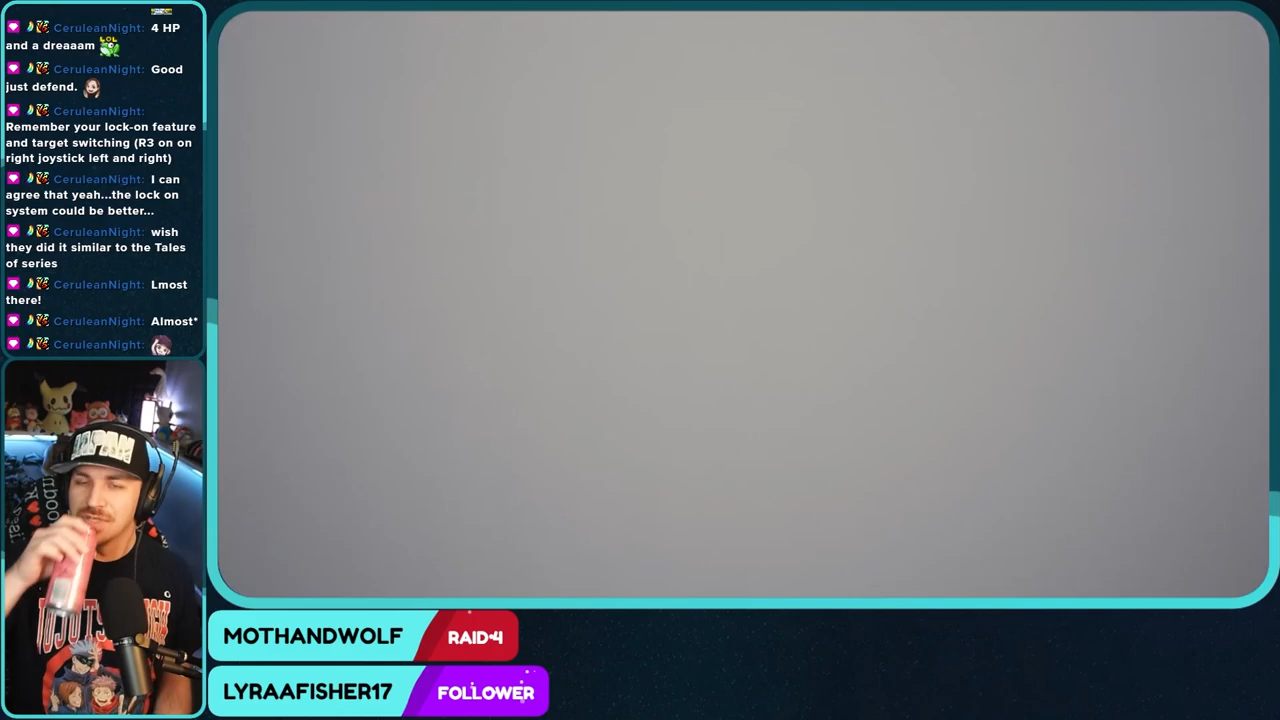 CeruleanNight: 4 HP
and a dreaaam
CeruleanNight: Good
just defend.
CeruleanNight:
Remember your lock-on feature
and target switching (R3 on on
right joystick left and right)
CeruleanNight: I can
agree that yeah...the lock on
system could be better...
CeruleanNight: wish
they did it similar to the Tales
of series
CeruleanNight: Lmost
there!
CeruleanNight: Almost*
CeruleanNight:
JAPAN
MOTHANDWOLF RAID•4
LYRAAFISHER17 FOLLOWER